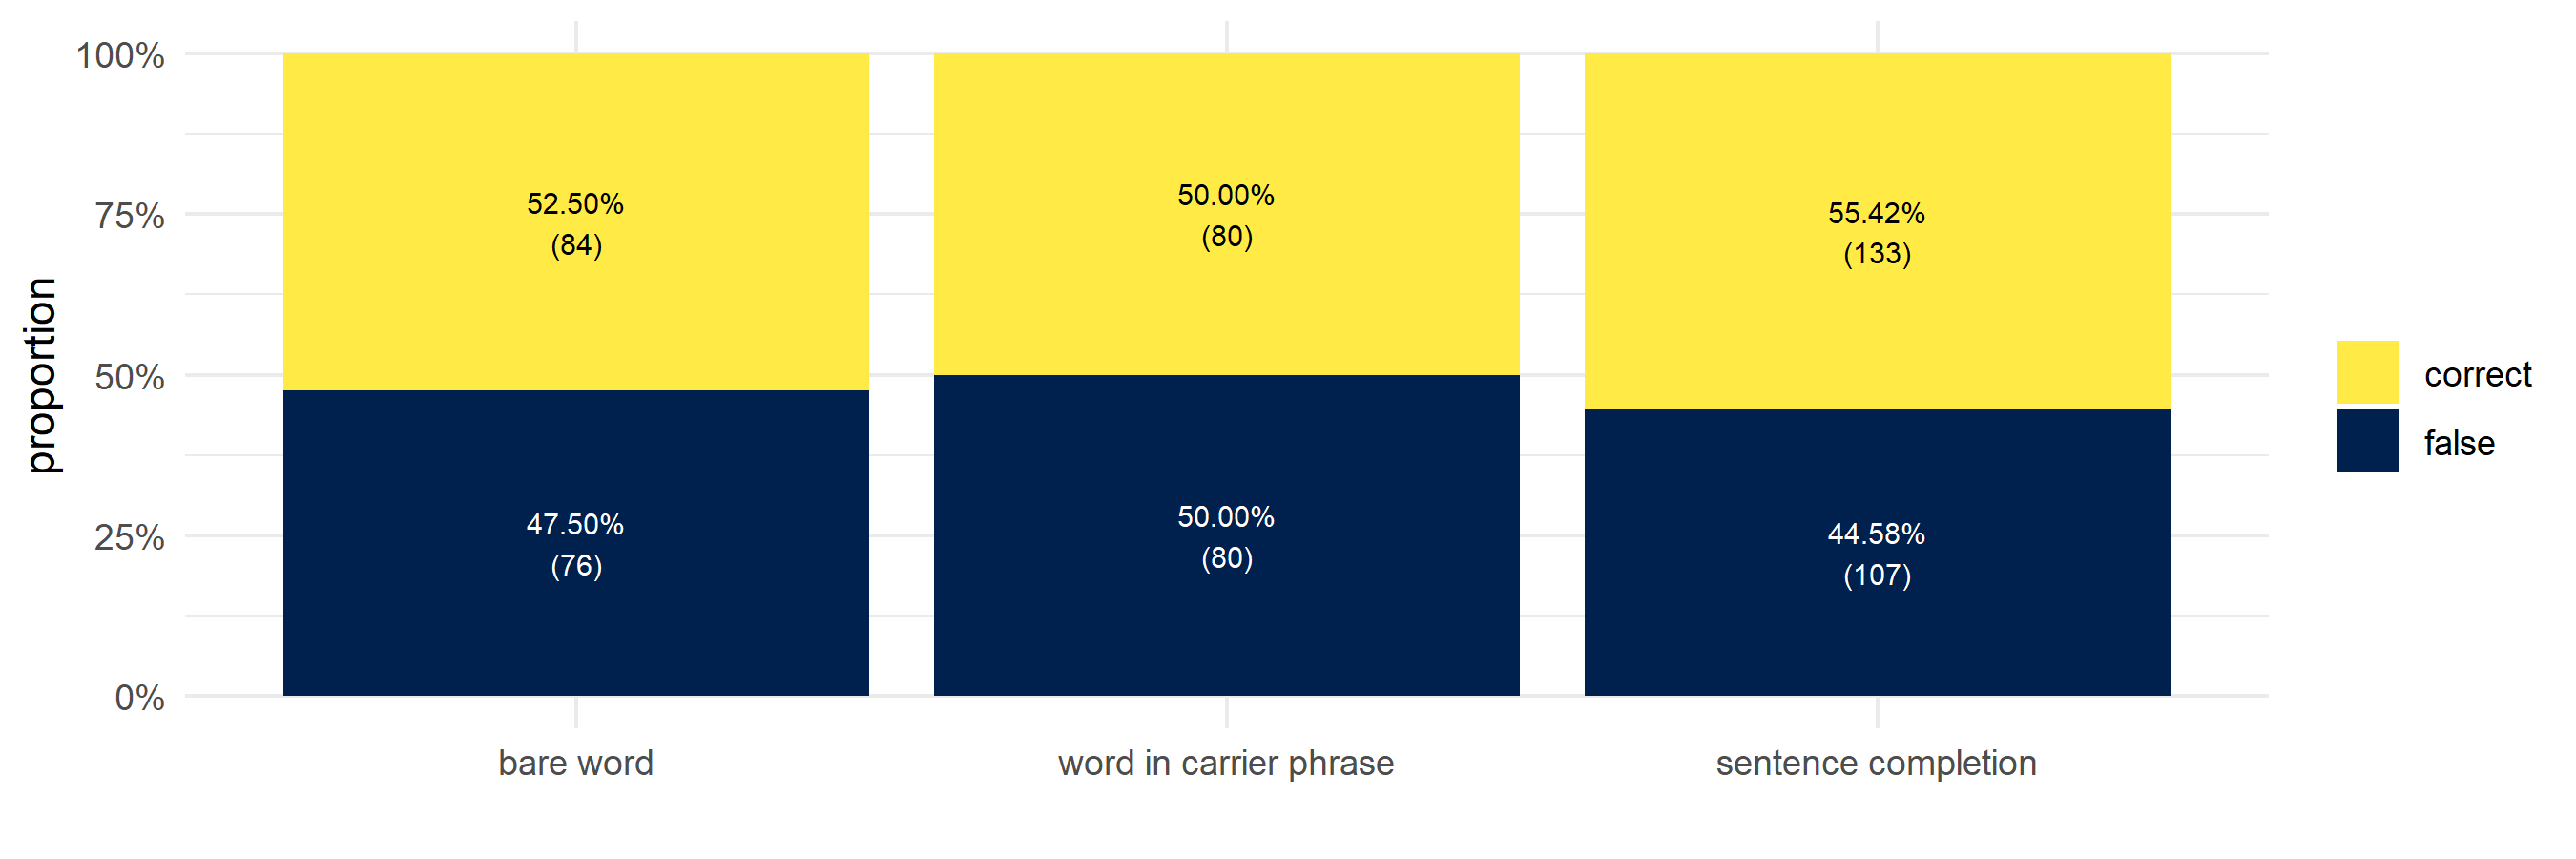 proportion
100%
75%
50%
25%
0%
52.50%
(84)
47.50%
(76)
50.00%
(80)
50.00%
(80)
55.42%
(133)
44.58%
(107)
bare word
word in carrier phrase
sentence completion
correct
false